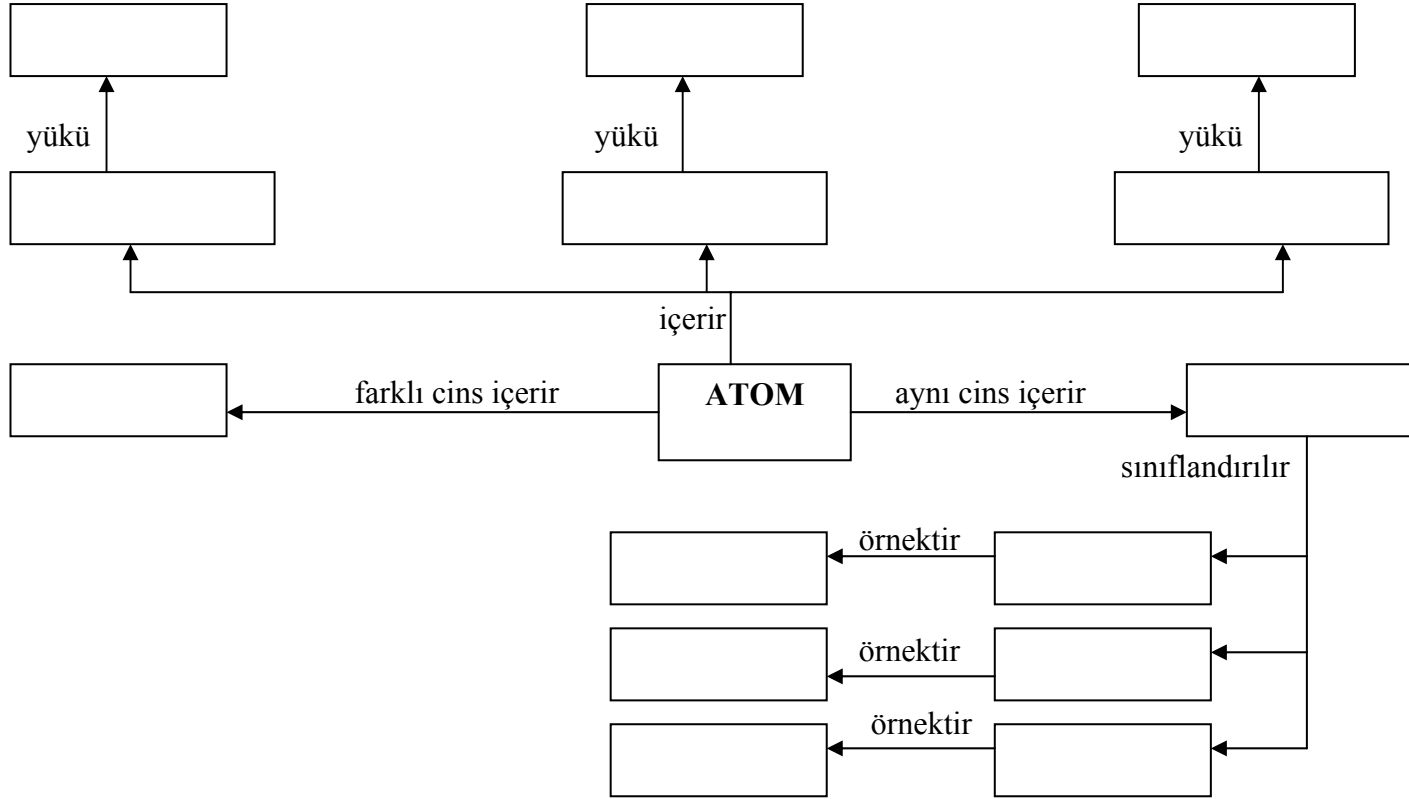 yükü
yükü
yükü
içerir
farklı cins içerir
ATOM
aynı cins içerir
sınıflandırılır
örnektir
örnektir
örnektir